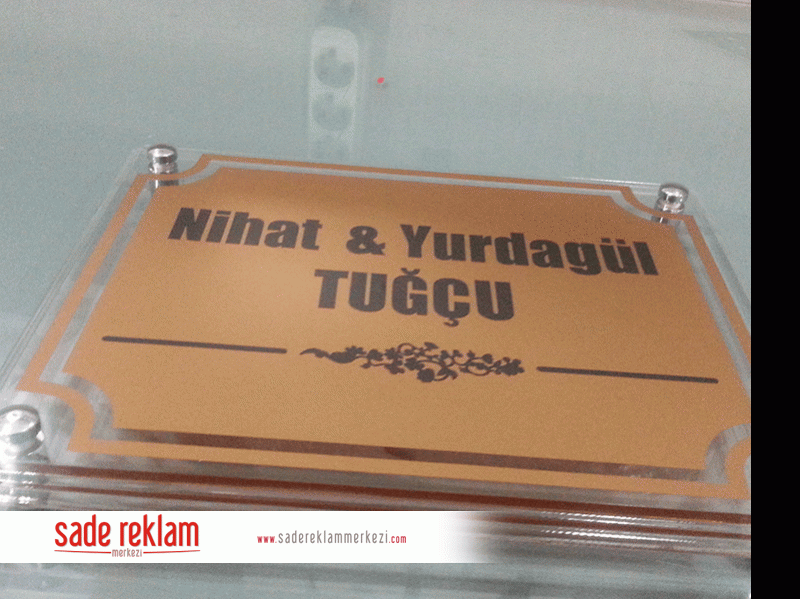 Nihat & Yurdagül
TUĞÇU
sade reklam
merkezi
www.sadereklammerkezi.com